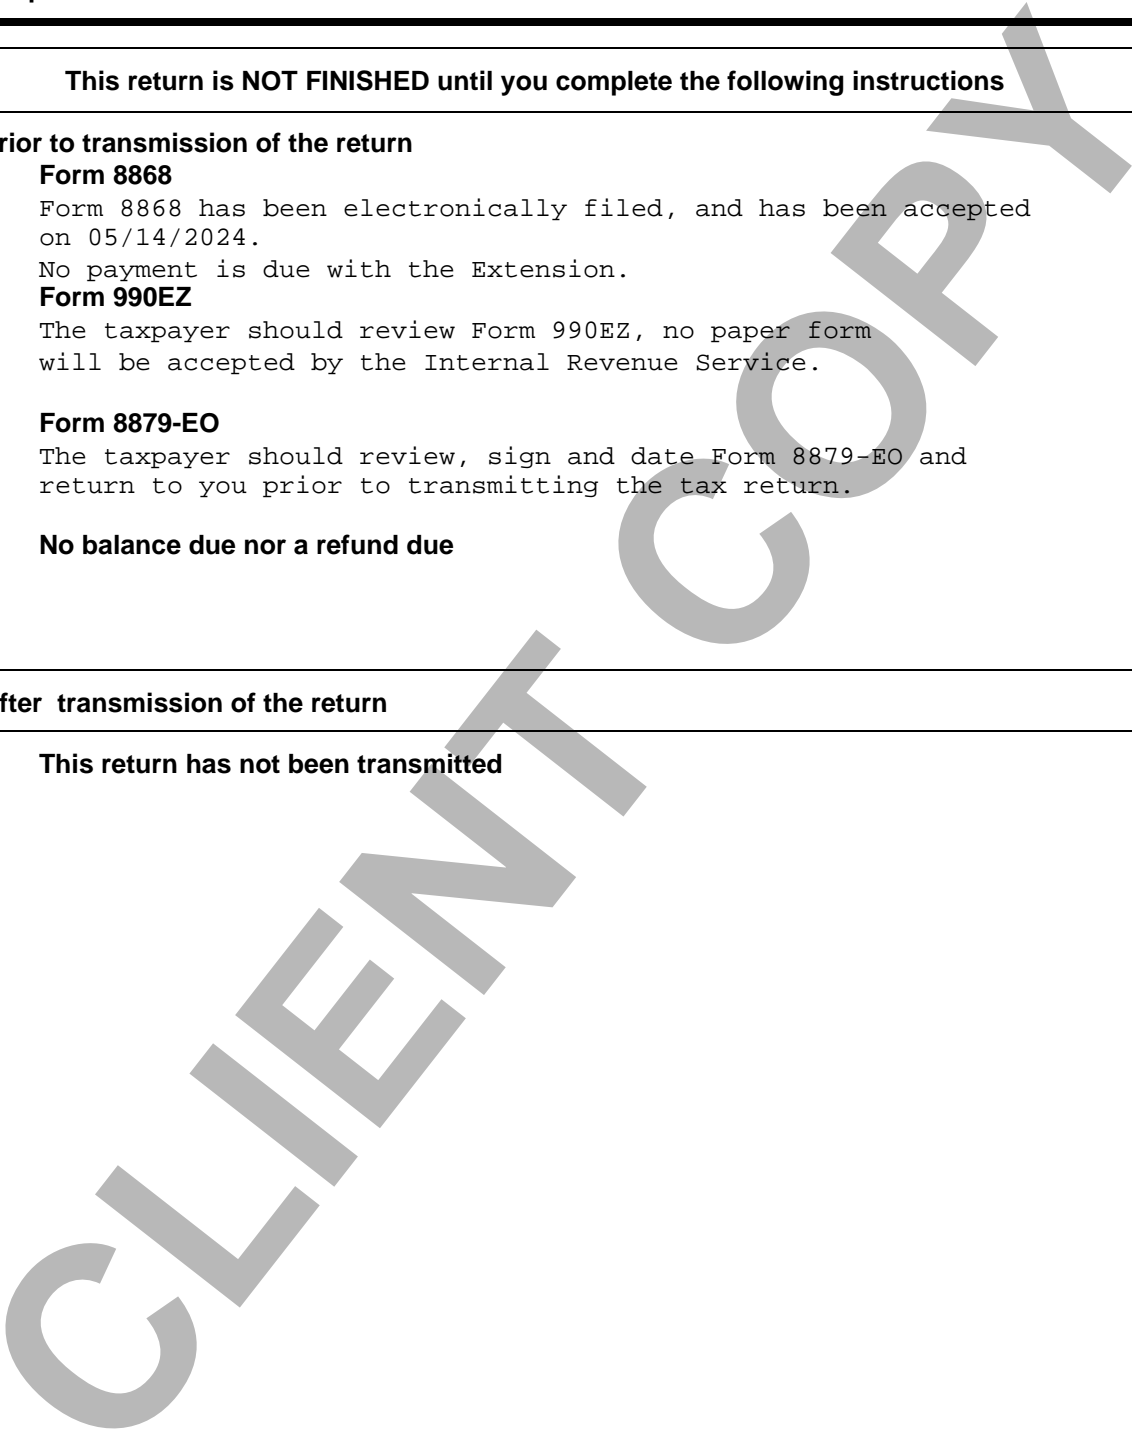 This return is NOT FINISHED until you complete the following instructions
rior to transmission of the return
Form 8868
Form 8868 has been electronically filed, and has been accepted
on 05/14/2024.
No payment is due with the Extension.
Form 990EZ
The taxpayer should review Form 990EZ, no paper form
will be accepted by the Internal Revenue Service.
Form 8879-EO
The taxpayer should review, sign and date Form 8879-EO and
return to you prior to transmitting the tax return.
No balance due nor a refund due
fter transmission of the return
This return has not been transmitted
CLIENT COPY